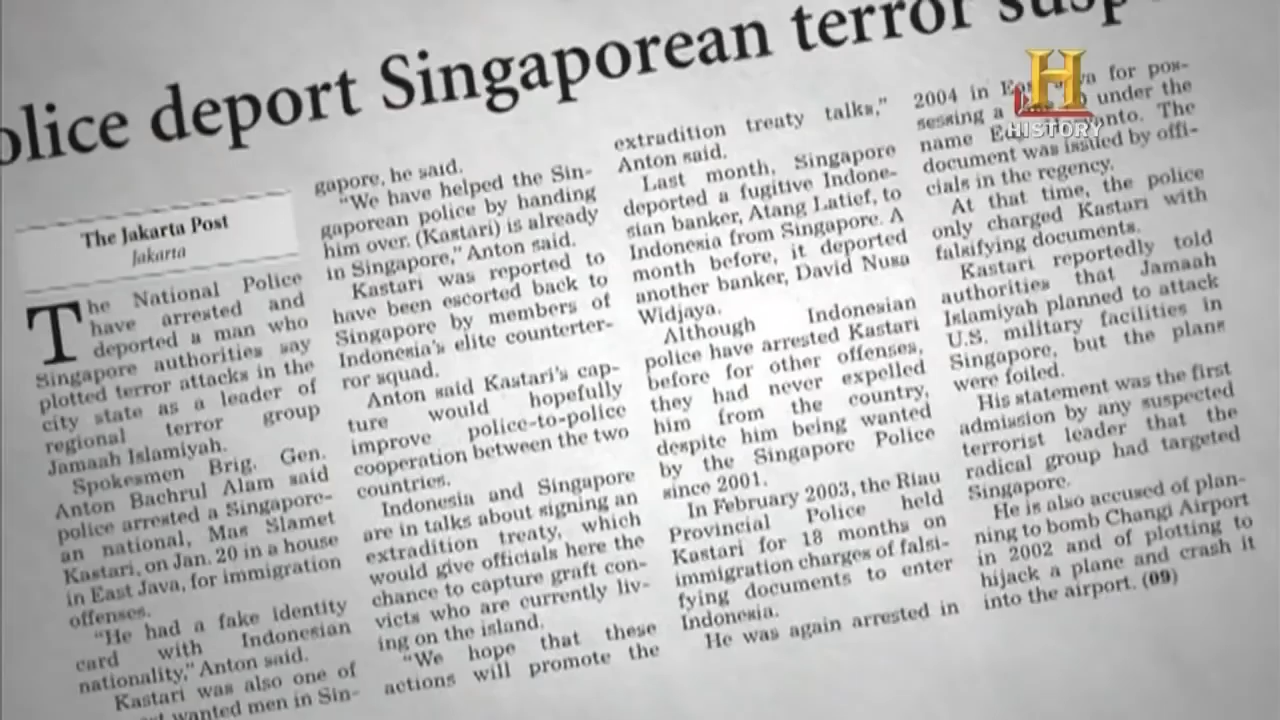 olice deport Singaporean terror susp
The Jakarta Post
Jakarta
The National Police
have arrested and
deported a man who
Singapore authorities say
plotted terror attacks in the
city state as a leader of
regional terror group
Jamaah Islamiyah.
Spokesmen Brig. Gen.
Anton Bachrul Alam said
police arrested a Singapore-
an national, Mas Slamet
Kastari, on Jan. 20 in a house
in East Java, for immigration
offenses.
"He had a fake identity
card with Indonesian
nationality," Anton said.
Kastari was also one of
wanted men in Sin-
gapore, he said.
"We have helped the Sin-
gaporean police by handing
him over. (Kastari) is already
in Singapore," Anton said.
Kastari was reported to
have been escorted back to
Singapore by members of
Indonesia's elite counterter-
ror squad.
Anton said Kastari's cap-
ture would hopefully
improve police-to-police
cooperation between the two
countries.
Indonesia and Singapore
are in talks about signing an
extradition treaty, which
would give officials here the
chance to capture graft con-
victs who are currently liv-
ing on the island.
"We hope that these
actions will promote the
extradition treaty talks,"
Anton said.
Last month, Singapore
deported a fugitive Indone-
sian banker, Atang Latief, to
Indonesia from Singapore. A
month before, it deported
another banker, David Nusa
Widjaya.
Although Indonesian
police have arrested Kastari
before for other offenses,
they had never expelled
him from the country,
despite him being wanted
by the Singapore Police
since 2001.
In February 2003, the Riau
Provincial Police held
Kastari for 18 months on
immigration charges of falsi-
fying documents to enter
Indonesia.
He was again arrested in
2004 in for pos-
sessing a under the
name The
document was issued by offi-
cials in the regency.
At that time, the police
only charged Kastari with
falsifying documents.
Kastari reportedly told
authorities that Jamaah
Islamiyah planned to attack
U.S. military facilities in
Singapore, but the plans
were foiled.
His statement was the first
admission by any suspected
terrorist leader that the
radical group had targeted
Singapore.
He is also accused of plan-
ning to bomb Changi Airport
in 2002 and of plotting to
hijack a plane and crash it
into the airport. (09)
H
HISTORY